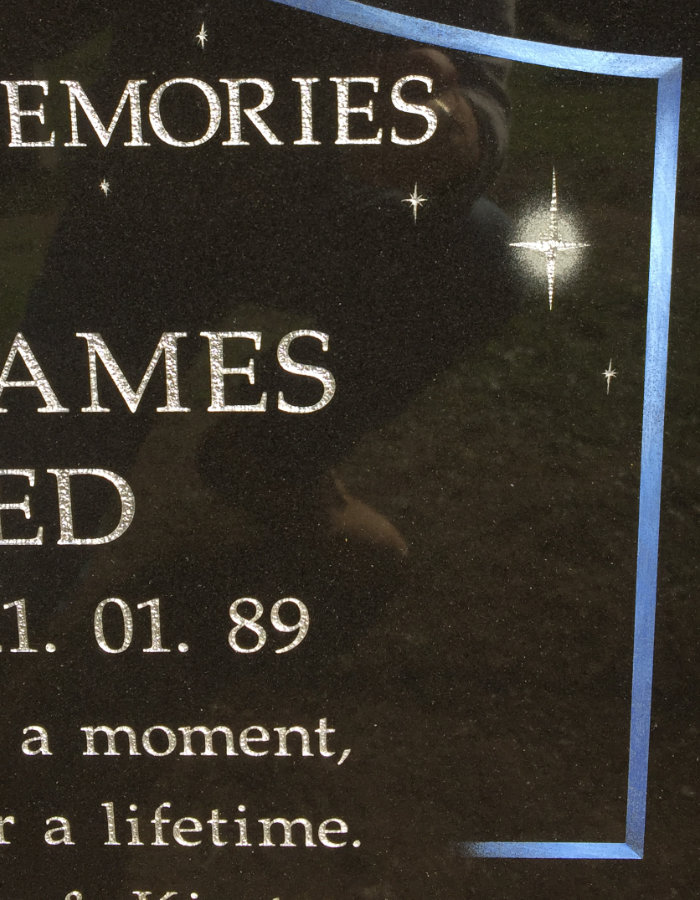 EMORIES
AMES
ED
1. 01. 89
a moment,
r a lifetime.
&